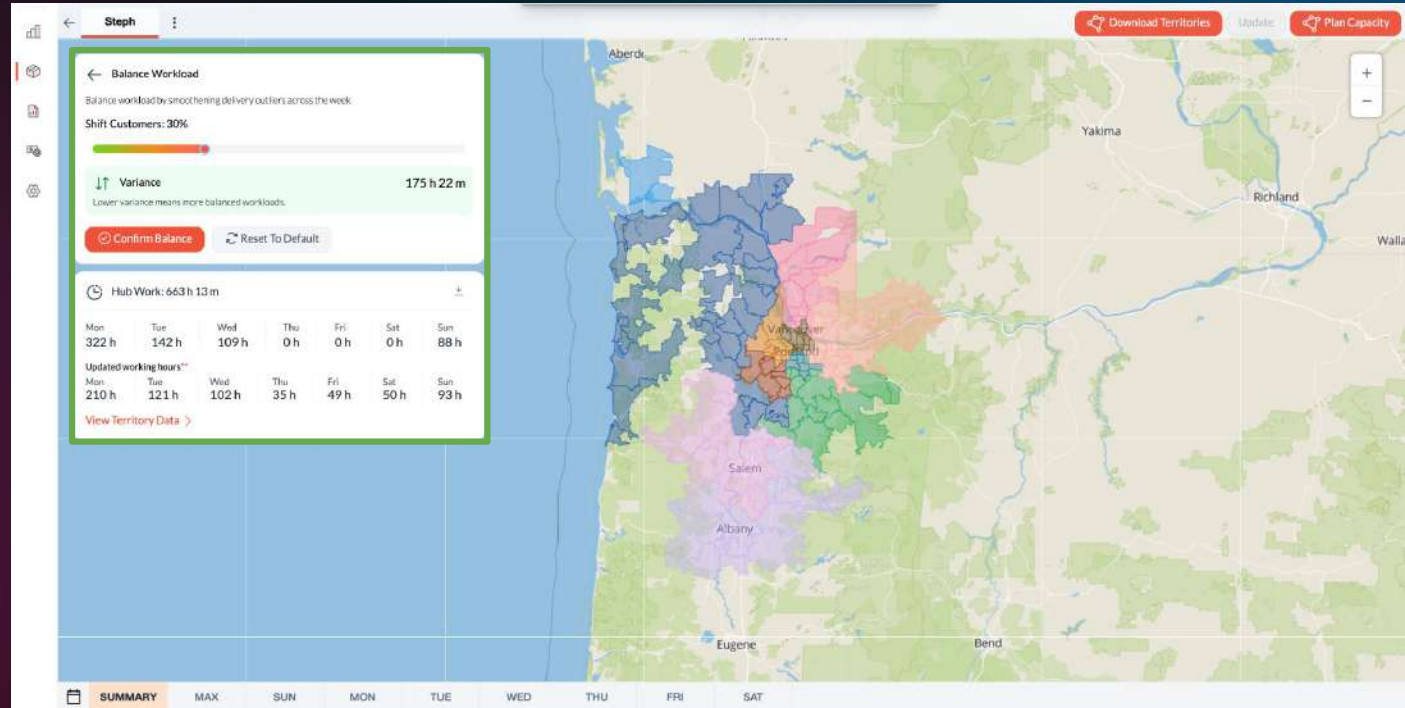 Steph
Download Territories
Update
Plan Capacity
Balance Workload
Balance workload by smoothening delivery outliers across the week.
Shift Customers: 30%
Variance
175 h 22 m
Lower variance means more balanced workloads.
Confirm Balance
Reset To Default
Hub Work: 663 h 13 m
Mon Tue Wed Thu Fri Sat Sun
322 h 142 h 109 h 0 h 0 h 0 h 88 h
Updated working hours**
Mon Tue Wed Thu Fri Sat Sun
210 h 121 h 102 h 35 h 49 h 50 h 93 h
View Territory Data >
Aberde
Yakima
Richland
Walla
Vancouver
Salem
Albany
Eugene
Bend
SUMMARY MAX SUN MON TUE WED THU FRI SAT